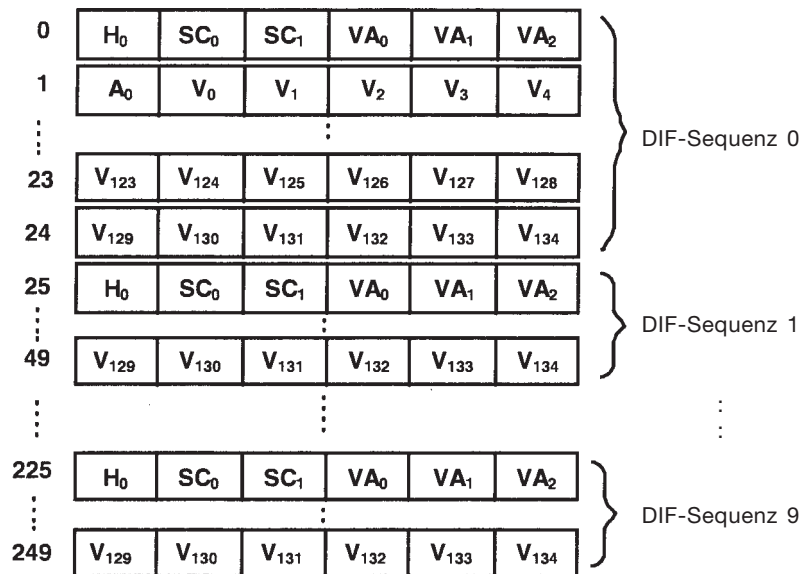 0 H₀ SC₀ SC₁ VA₀ VA₁ VA₂
1 A₀ V₀ V₁ V₂ V₃ V₄
DIF-Sequenz 0
23 V₁₂₃ V₁₂₄ V₁₂₅ V₁₂₆ V₁₂₇ V₁₂₈
24 V₁₂₉ V₁₃₀ V₁₃₁ V₁₃₂ V₁₃₃ V₁₃₄
25 H₀ SC₀ SC₁ VA₀ VA₁ VA₂
DIF-Sequenz 1
49 V₁₂₉ V₁₃₀ V₁₃₁ V₁₃₂ V₁₃₃ V₁₃₄
225 H₀ SC₀ SC₁ VA₀ VA₁ VA₂
DIF-Sequenz 9
249 V₁₂₉ V₁₃₀ V₁₃₁ V₁₃₂ V₁₃₃ V₁₃₄